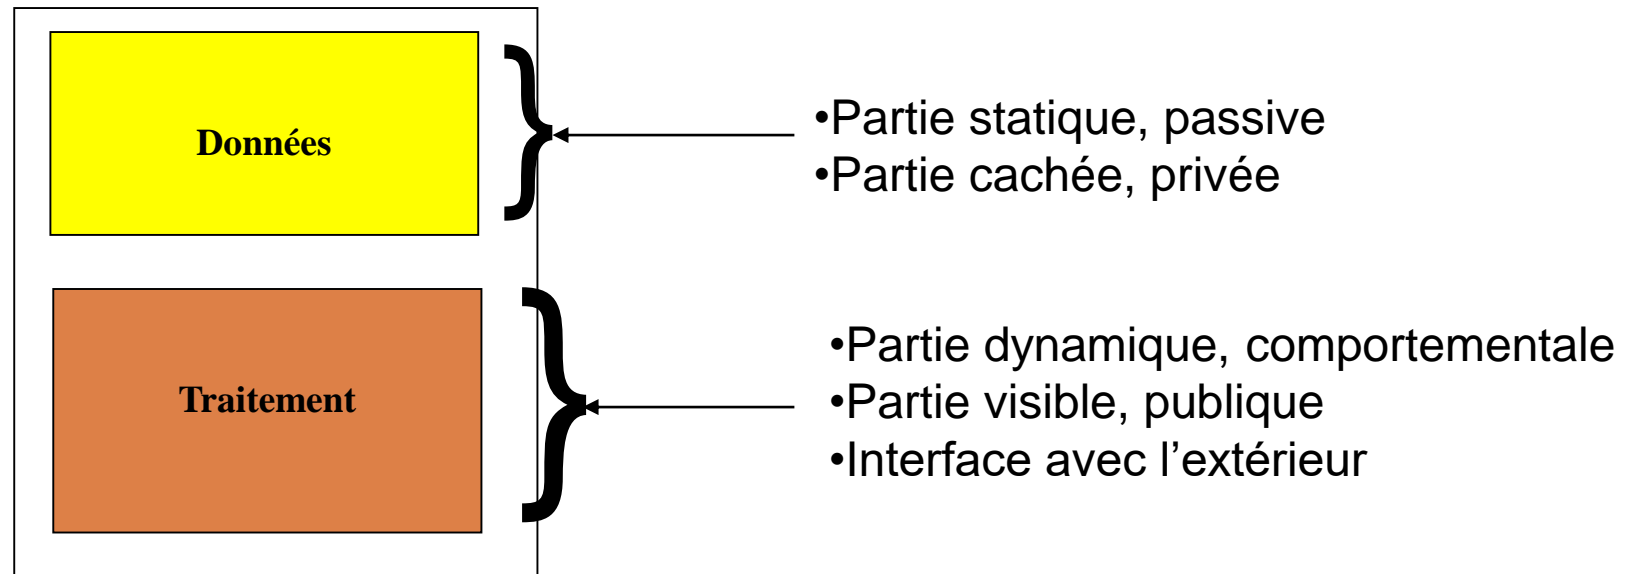 Données
•Partie statique, passive
•Partie cachée, privée
Traitement
•Partie dynamique, comportementale
•Partie visible, publique
•Interface avec l’extérieur